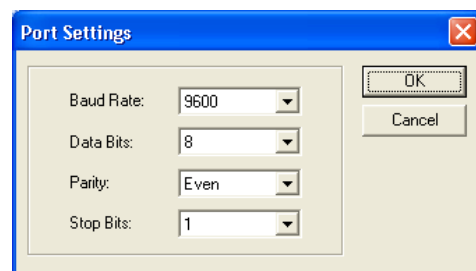 Port Settings
Baud Rate: 9600
Data Bits: 8
Parity: Even
Stop Bits: 1
OK
Cancel